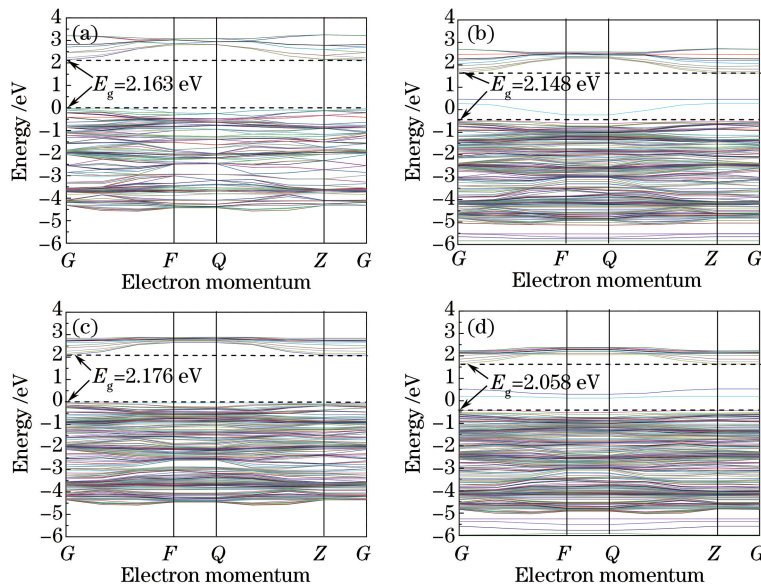 (a)
Energy /eV
4
3
2
1
0
−1
−2
−3
−4
−5
−6
E_g=2.163 eV
G F Q Z G
Electron momentum
(b)
Energy /eV
4
3
2
1
0
−1
−2
−3
−4
−5
−6
E_g=2.148 eV
G F Q Z G
Electron momentum
(c)
Energy /eV
4
3
2
1
0
−1
−2
−3
−4
−5
−6
E_g=2.176 eV
G F Q Z G
Electron momentum
(d)
Energy /eV
4
3
2
1
0
−1
−2
−3
−4
−5
−6
E_g=2.058 eV
G F Q Z G
Electron momentum